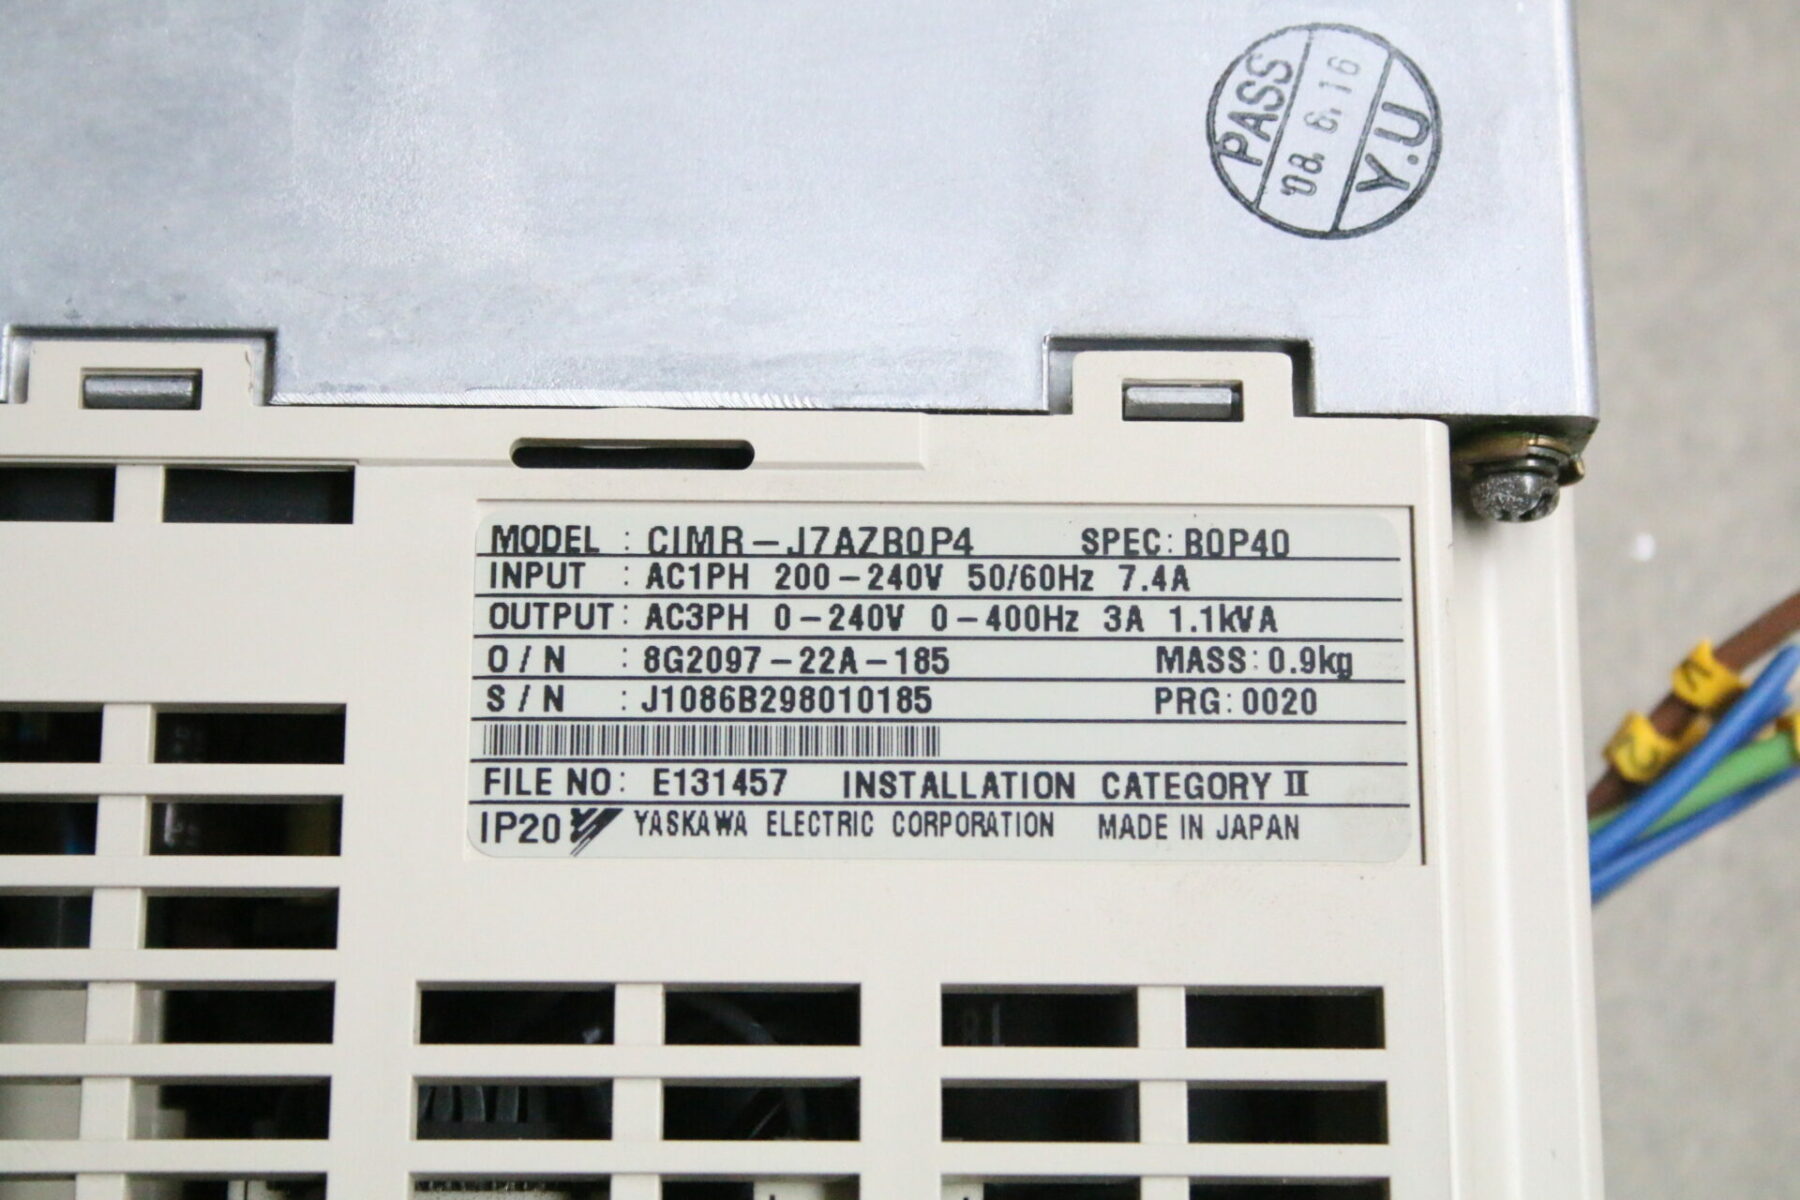 PASS
'08. 6. 16
Y.U
MODEL : CIMR-J7AZB0P4 SPEC: B0P40
INPUT : AC1PH 200-240V 50/60Hz 7.4A
OUTPUT: AC3PH 0-240V 0-400Hz 3A 1.1kVA
O/N : 8G2097-22A-185 MASS: 0.9kg
S/N : J1086B298010185 PRG: 0020
FILE NO: E131457 INSTALLATION CATEGORY II
IP20 YASKAWA ELECTRIC CORPORATION MADE IN JAPAN